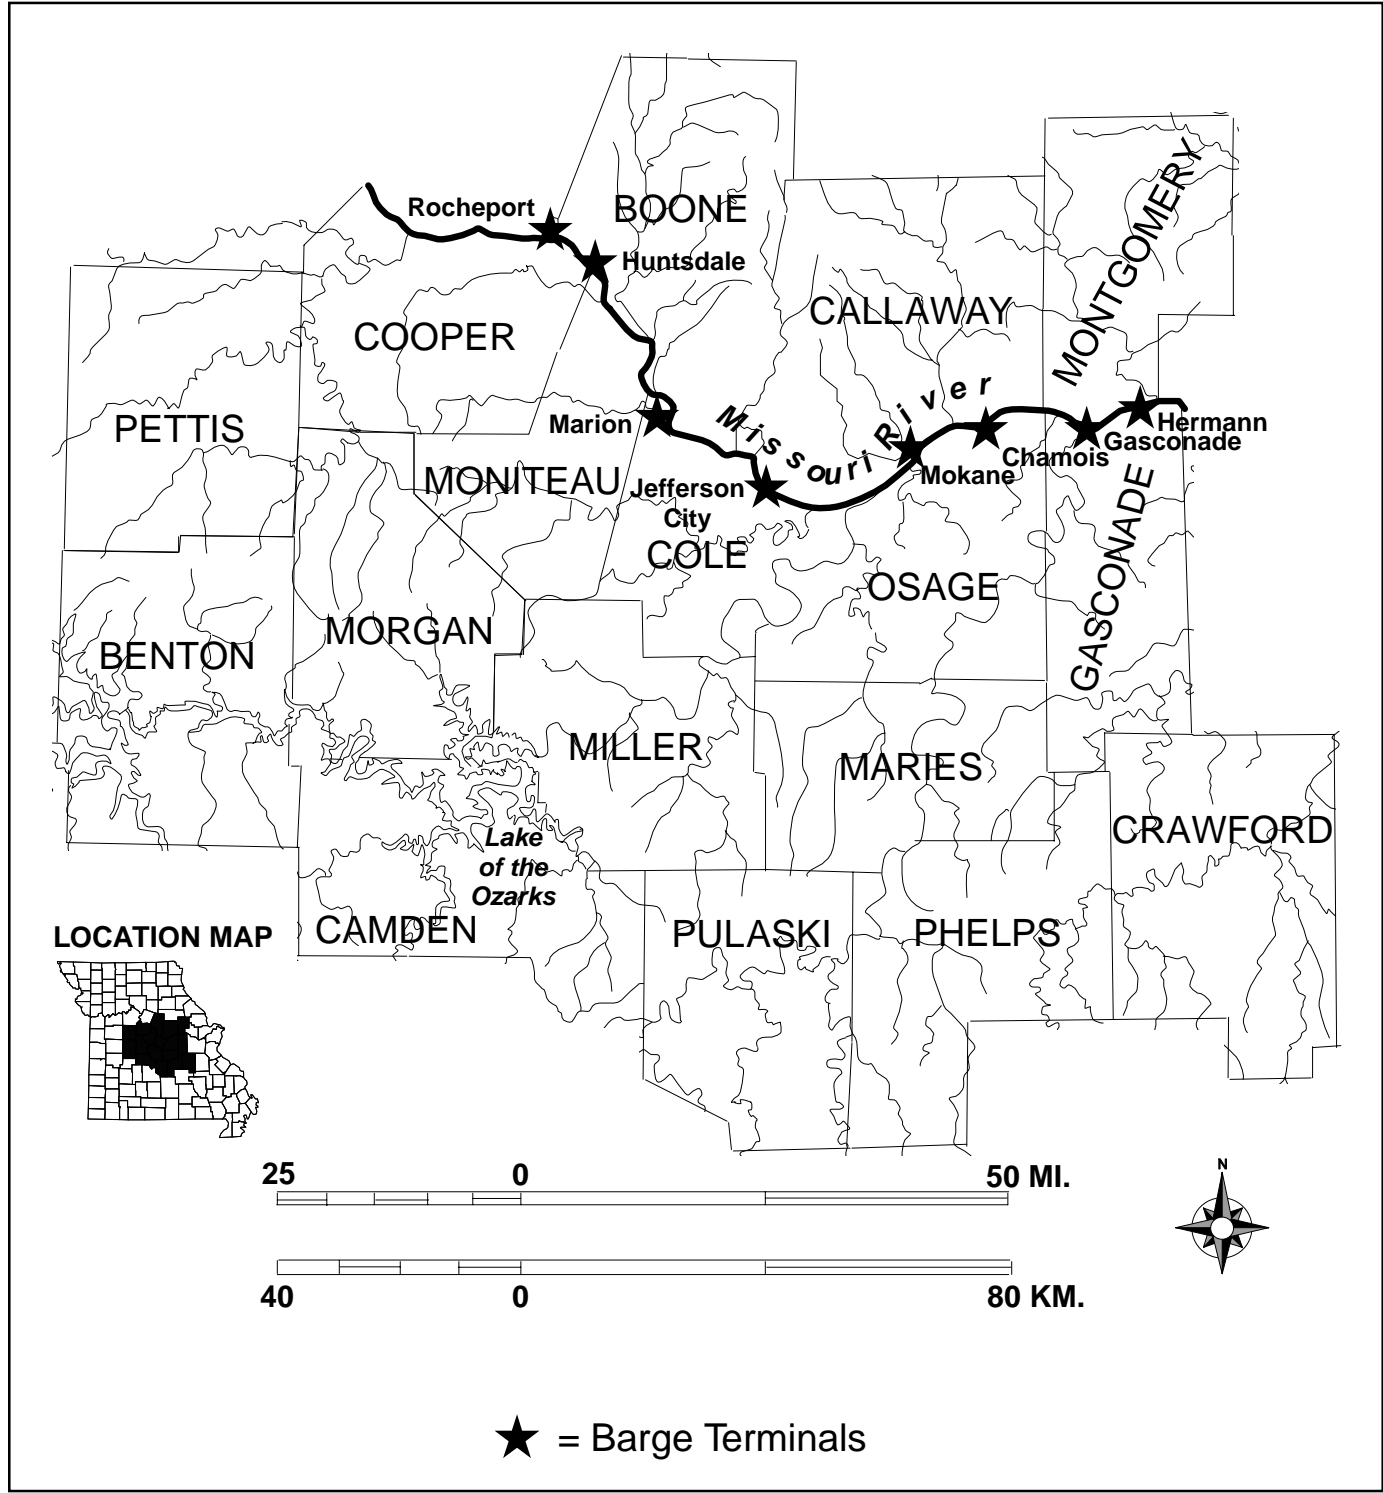 Rocheport
BOONE
MONTGOMERY
Huntsdale
CALLAWAY
COOPER
Missouri River
PETTIS
Marion
Hermann
Gasconade
Chamois
Mokane
MONITEAU
Jefferson
City
COLE
GASCONADE
OSAGE
MORGAN
BENTON
MILLER
MARIES
CRAWFORD
Lake
of the
Ozarks
CAMDEN
PULASKI
PHELPS
LOCATION MAP
25 0 50 MI.
N
40 0 80 KM.
= Barge Terminals